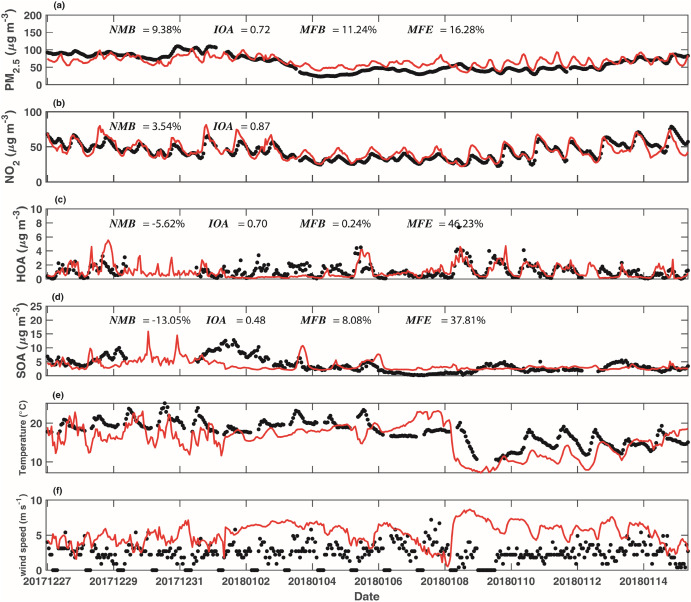 (a)
NMB = 9.38% IOA = 0.72 MFB = 11.24% MFE = 16.28%
PM2.5 (μg m-3)
200
150
100
50
0
(b)
NMB = 3.54% IOA = 0.87
NO2 (μg m-3)
100
50
0
(c)
NMB = -5.62% IOA = 0.70 MFB = 0.24% MFE = 46.23%
HOA (μg m-3)
10
8
6
4
2
0
(d)
NMB = -13.05% IOA = 0.48 MFB = 8.08% MFE = 37.81%
SOA (μg m-3)
25
20
15
10
5
0
(e)
Temperature (°C)
20
10
(f)
wind speed (m s-1)
10
5
0
20171227 20171229 20171231 20180102 20180104 20180106 20180108 20180110 20180112 20180114
Date